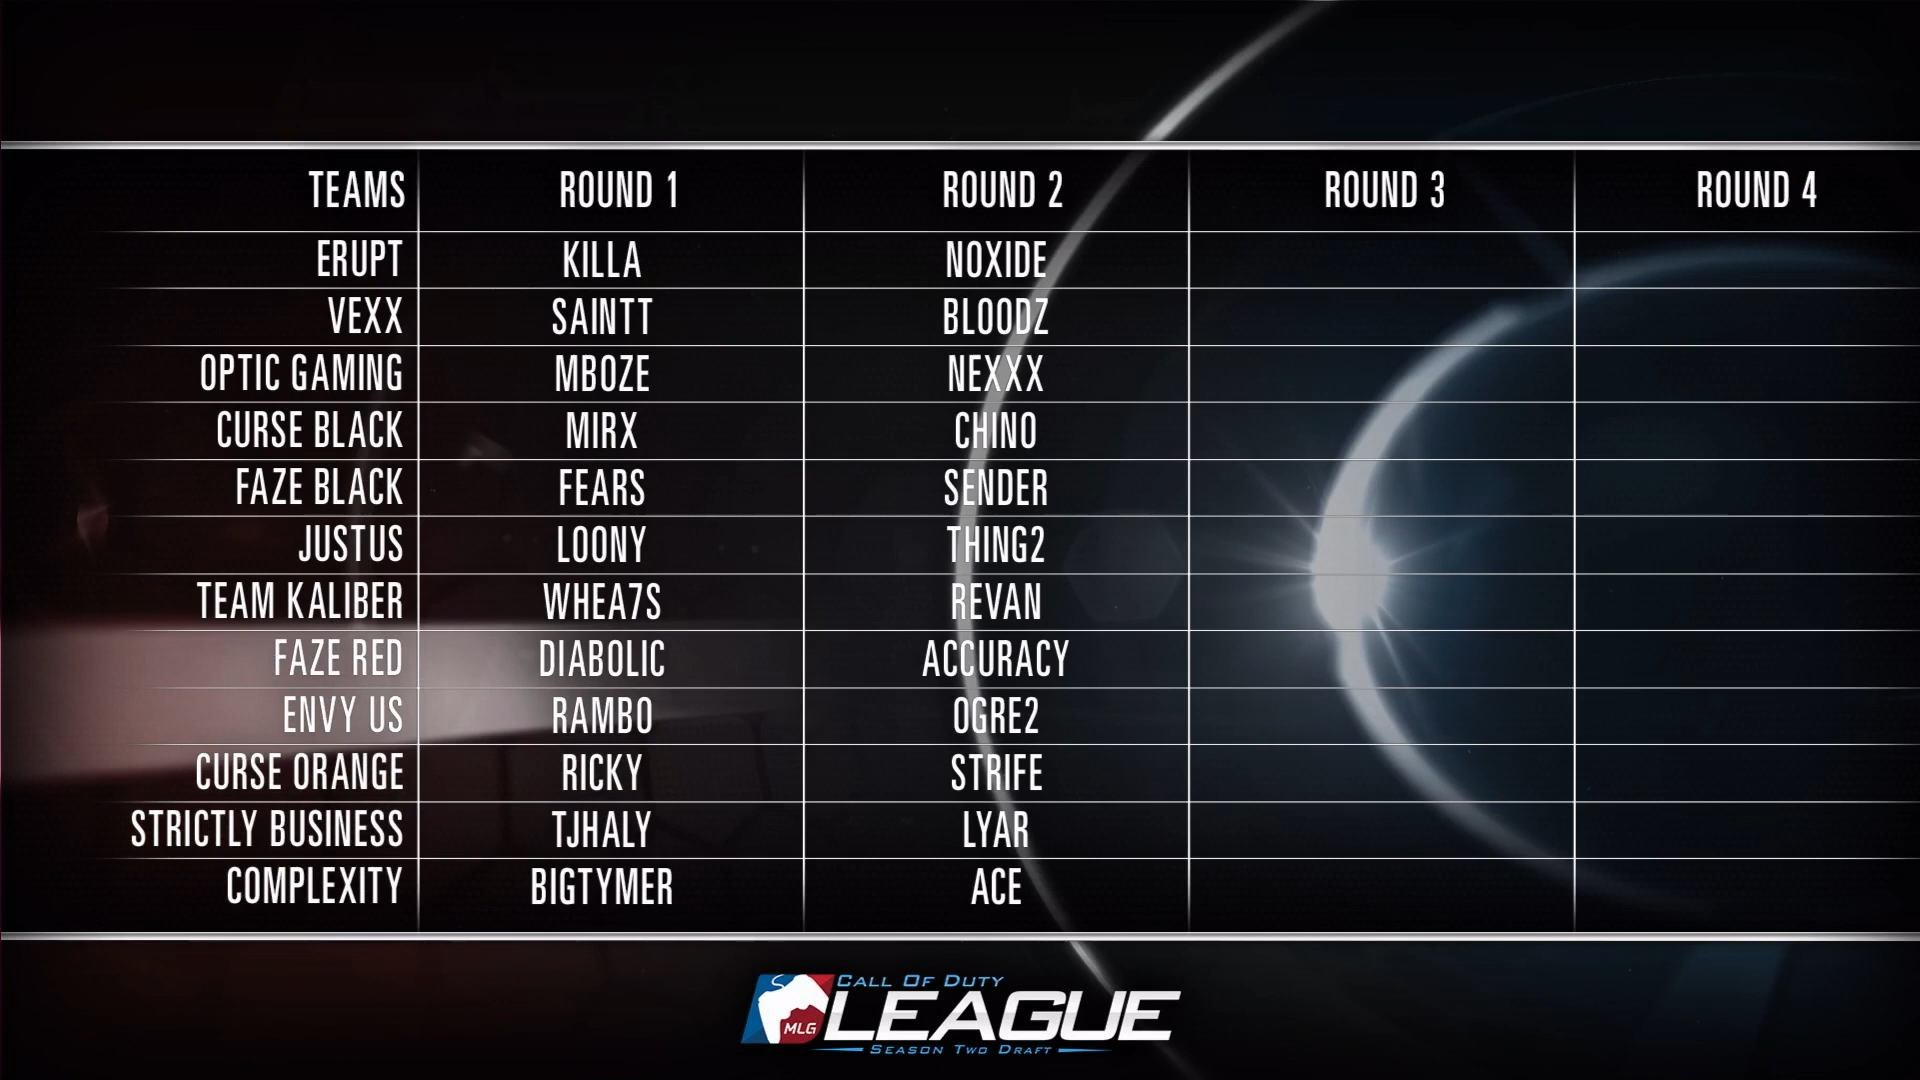 TEAMS ROUND 1 ROUND 2 ROUND 3 ROUND 4
ERUPT KILLA NOXIDE
VEXX SAINTT BLOODZ
OPTIC GAMING MBOZE NEXXX
CURSE BLACK MIRX CHINO
FAZE BLACK FEARS SENDER
JUSTUS LOONY THING2
TEAM KALIBER WHEA7S REVAN
FAZE RED DIABOLIC ACCURACY
ENVY US RAMBO OGRE2
CURSE ORANGE RICKY STRIFE
STRICTLY BUSINESS TJHALY LYAR
COMPLEXITY BIGTYMER ACE
CALL OF DUTY
MLG LEAGUE
SEASON TWO DRAFT